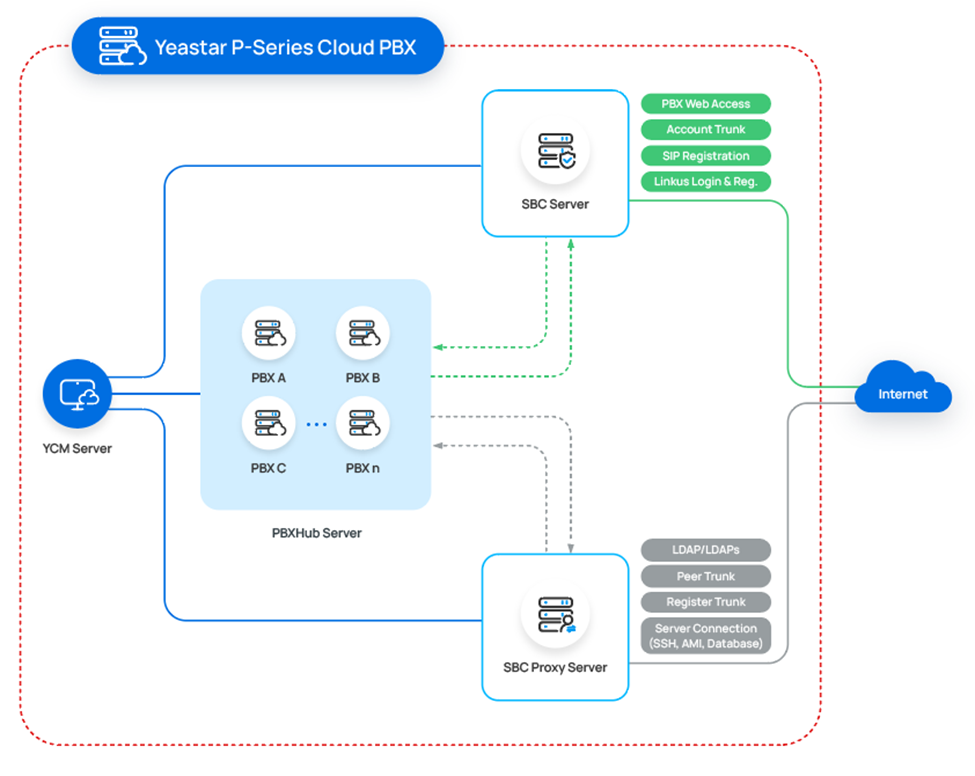 Yeastar P-Series Cloud PBX
PBX Web Access
Account Trunk
SIP Registration
Linkus Login & Reg.
SBC Server
PBX A
PBX B
Internet
YCM Server
PBX C
...
PBX n
PBXHub Server
LDAP/LDAPs
Peer Trunk
Register Trunk
Server Connection
(SSH, AMI, Database)
SBC Proxy Server